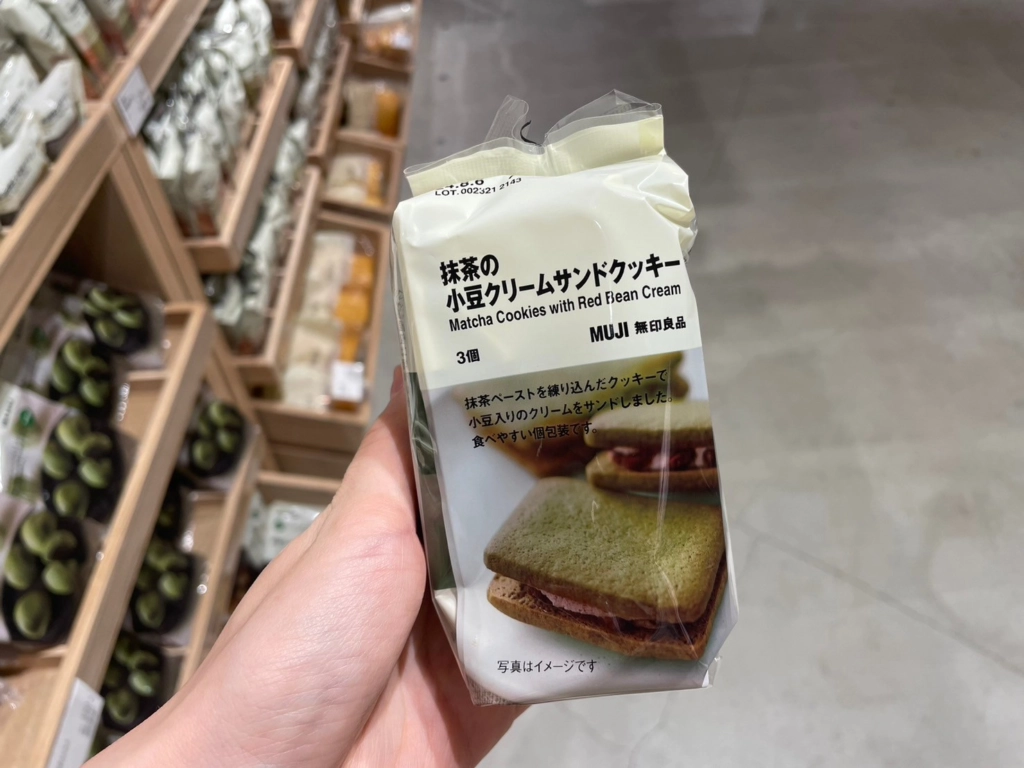 LOT.002321 2143
抹茶の
小豆クリームサンドクッキー
Matcha Cookies with Red Bean Cream
MUJI 無印良品
3個
抹茶ペーストを練り込んだクッキーで
小豆入りのクリームをサンドしました。
食べやすい個包装です。
写真はイメージです